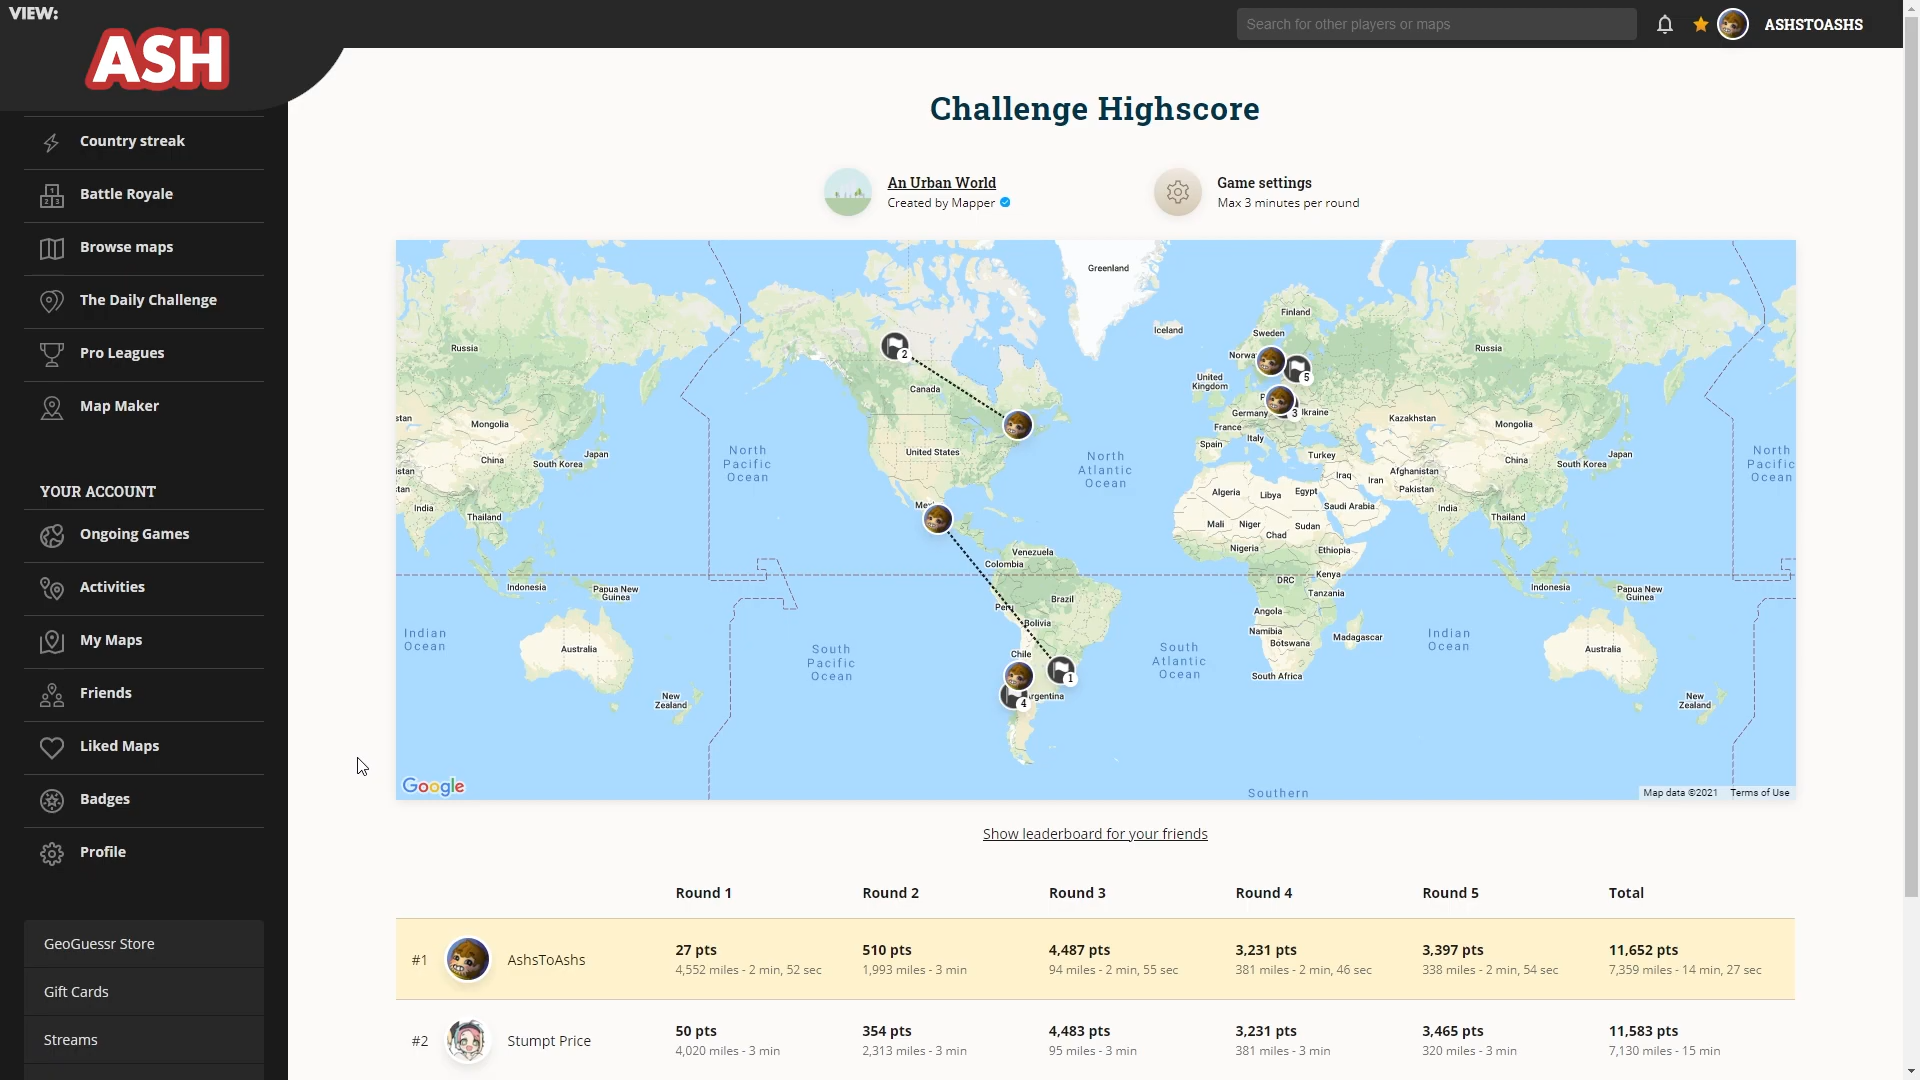 VIEW:
ASH
Search for other players or maps
ASHSTOASHS
Country streak
Battle Royale
Browse maps
The Daily Challenge
Pro Leagues
Map Maker
YOUR ACCOUNT
Ongoing Games
Activities
My Maps
Friends
Liked Maps
Badges
Profile
GeoGuessr Store
Gift Cards
Streams
Challenge Highscore
An Urban World
Created by Mapper
Game settings
Max 3 minutes per round
Greenland
Iceland
Finland
Sweden
Norwa
Russia
Russia
2
Canada
United
Kingdom
5
3
Germany
kraine
France
Spain
Italy
Turkey
Kazakhstan
Mongolia
Mongolia
stan
istan
stan
China
China
South Korea
South Korea
Japan
Japan
North
Pacific
Ocean
United States
North
Atlantic
Ocean
North
Pacific
Ocean
Algeria
Libya
Egypt
Iraq
Iran
Afghanistan
Pakistan
Saudi Arabia
India
India
Thailand
Thailand
Mali
Niger
Chad
Sudan
Nigeria
Ethiopia
Venezuela
Colombia
DRC
Kenya
Tanzania
Indonesia
Papua New
Guinea
Indonesia
Papua New
Guinea
Brazil
Peru
Bolivia
Angola
Namibia
Botswana
Madagascar
South Africa
Indian
Ocean
Australia
South
Pacific
Ocean
Chile
1
4
rgentina
South
Atlantic
Ocean
Indian
Ocean
Australia
New
Zealand
New
Zealand
Google
Southern
Map data ©2021
Terms of Use
Show leaderboard for your friends
Round 1 Round 2 Round 3 Round 4 Round 5 Total
#1 AshsToAshs 27 pts 510 pts 4,487 pts 3,231 pts 3,397 pts 11,652 pts
4,552 miles - 2 min, 52 sec 1,993 miles - 3 min 94 miles - 2 min, 55 sec 381 miles - 2 min, 46 sec 338 miles - 2 min, 54 sec 7,359 miles - 14 min, 27 sec
#2 Stumpt Price 50 pts 354 pts 4,483 pts 3,231 pts 3,465 pts 11,583 pts
4,020 miles - 3 min 2,313 miles - 3 min 95 miles - 3 min 381 miles - 3 min 320 miles - 3 min 7,130 miles - 15 min